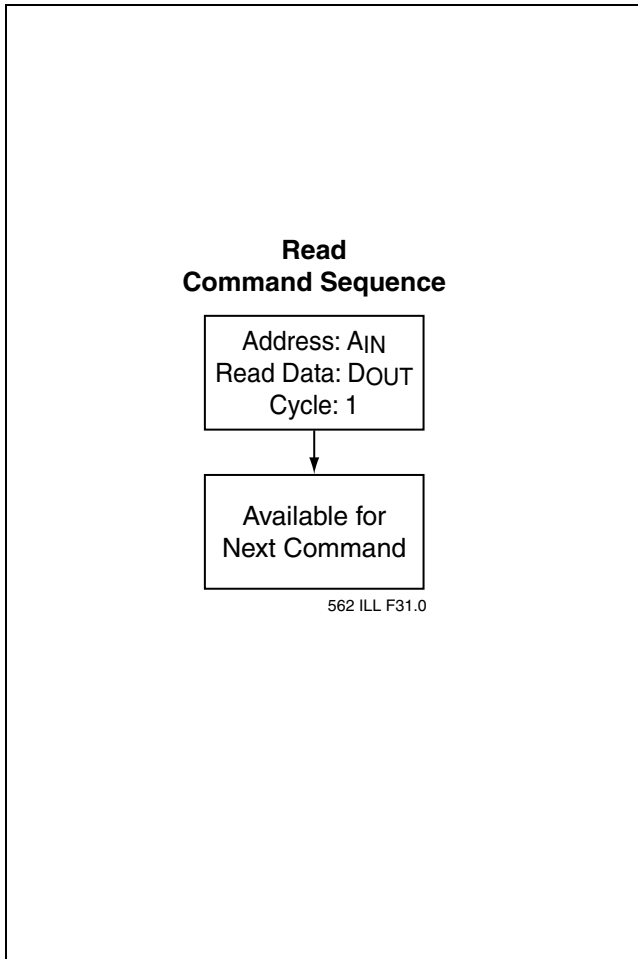 Read
Command Sequence
Address: AIN
Read Data: DOUT
Cycle: 1
Available for
Next Command
562 ILL F31.0